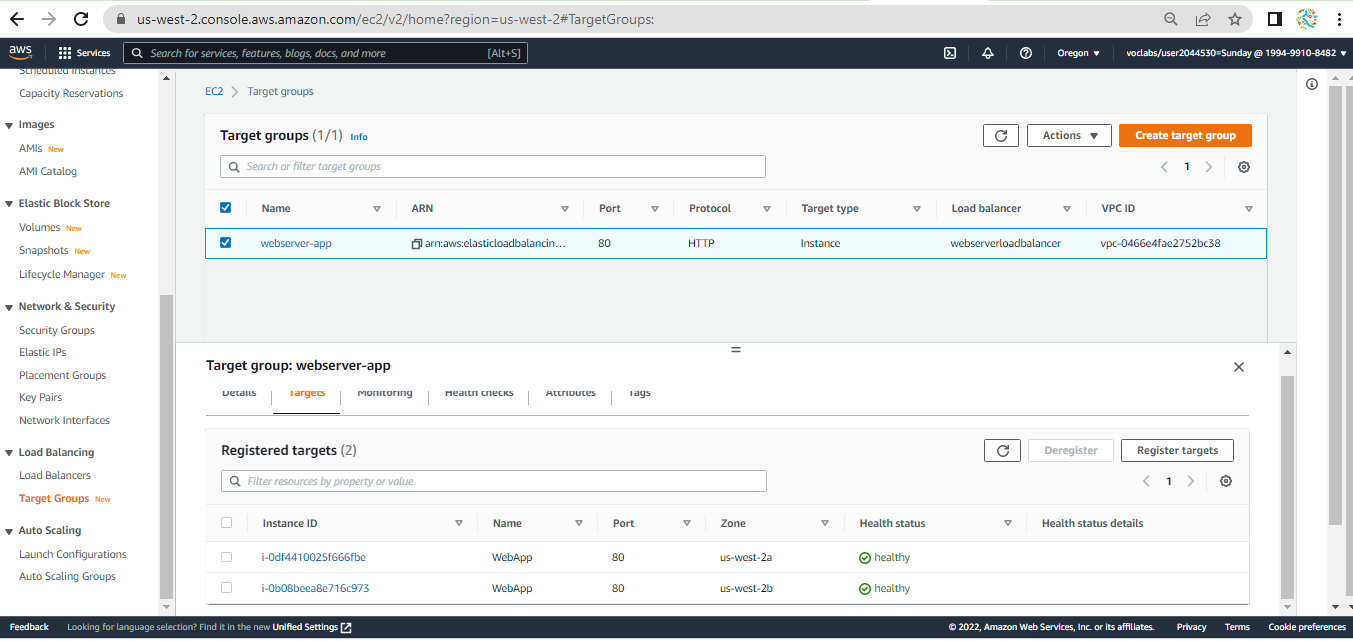 us-west-2.console.aws.amazon.com/ec2/v2/home?region=us-west-2#TargetGroups:
aws Services Search for services, features, blogs, docs, and more [Alt+S] Oregon voclabs/user2044530=Sunday @ 1994-9910-8482
Scheduled Instances
Capacity Reservations
Images
AMIs New
AMI Catalog
Elastic Block Store
Volumes New
Snapshots New
Lifecycle Manager New
Network & Security
Security Groups
Elastic IPs
Placement Groups
Key Pairs
Network Interfaces
Load Balancing
Load Balancers
Target Groups New
Auto Scaling
Launch Configurations
Auto Scaling Groups
EC2 Target groups
Target groups (1/1) Info Actions Create target group
Search or filter target groups 1
Name ARN Port Protocol Target type Load balancer VPC ID
webserver-app arn:aws:elasticloadbalancin... 80 HTTP Instance webserverloadbalancer vpc-0466e4fae2752bc38
Target group: webserver-app
Details Targets Monitoring Health checks Attributes Tags
Registered targets (2) Deregister Register targets
Filter resources by property or value 1
Instance ID Name Port Zone Health status Health status details
i-0df4410025f666fbe WebApp 80 us-west-2a healthy
i-0b08beea8e716c973 WebApp 80 us-west-2b healthy
Feedback Looking for language selection? Find it in the new Unified Settings © 2022, Amazon Web Services, Inc. or its affiliates. Privacy Terms Cookie preferences